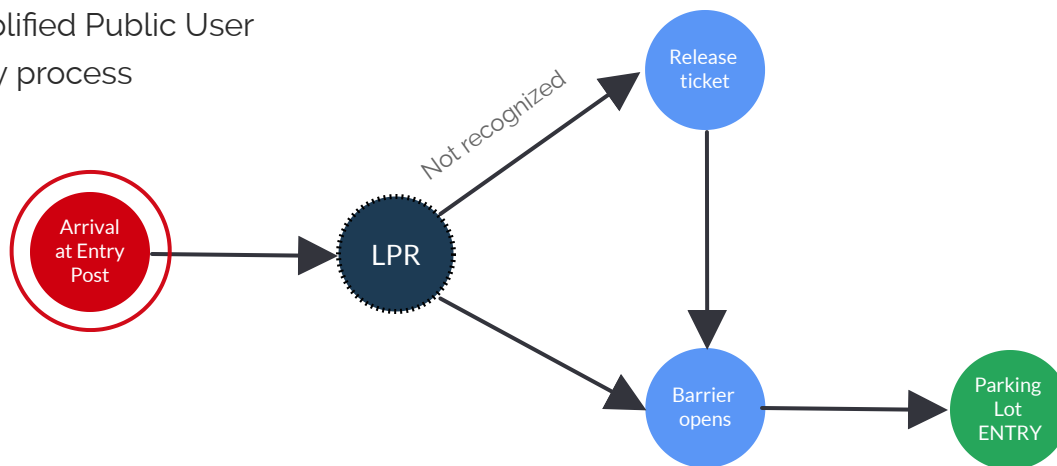 plified Public User
y process
Not recognized
Release
ticket
Arrival
at Entry
Post
LPR
Barrier
opens
Parking
Lot
ENTRY